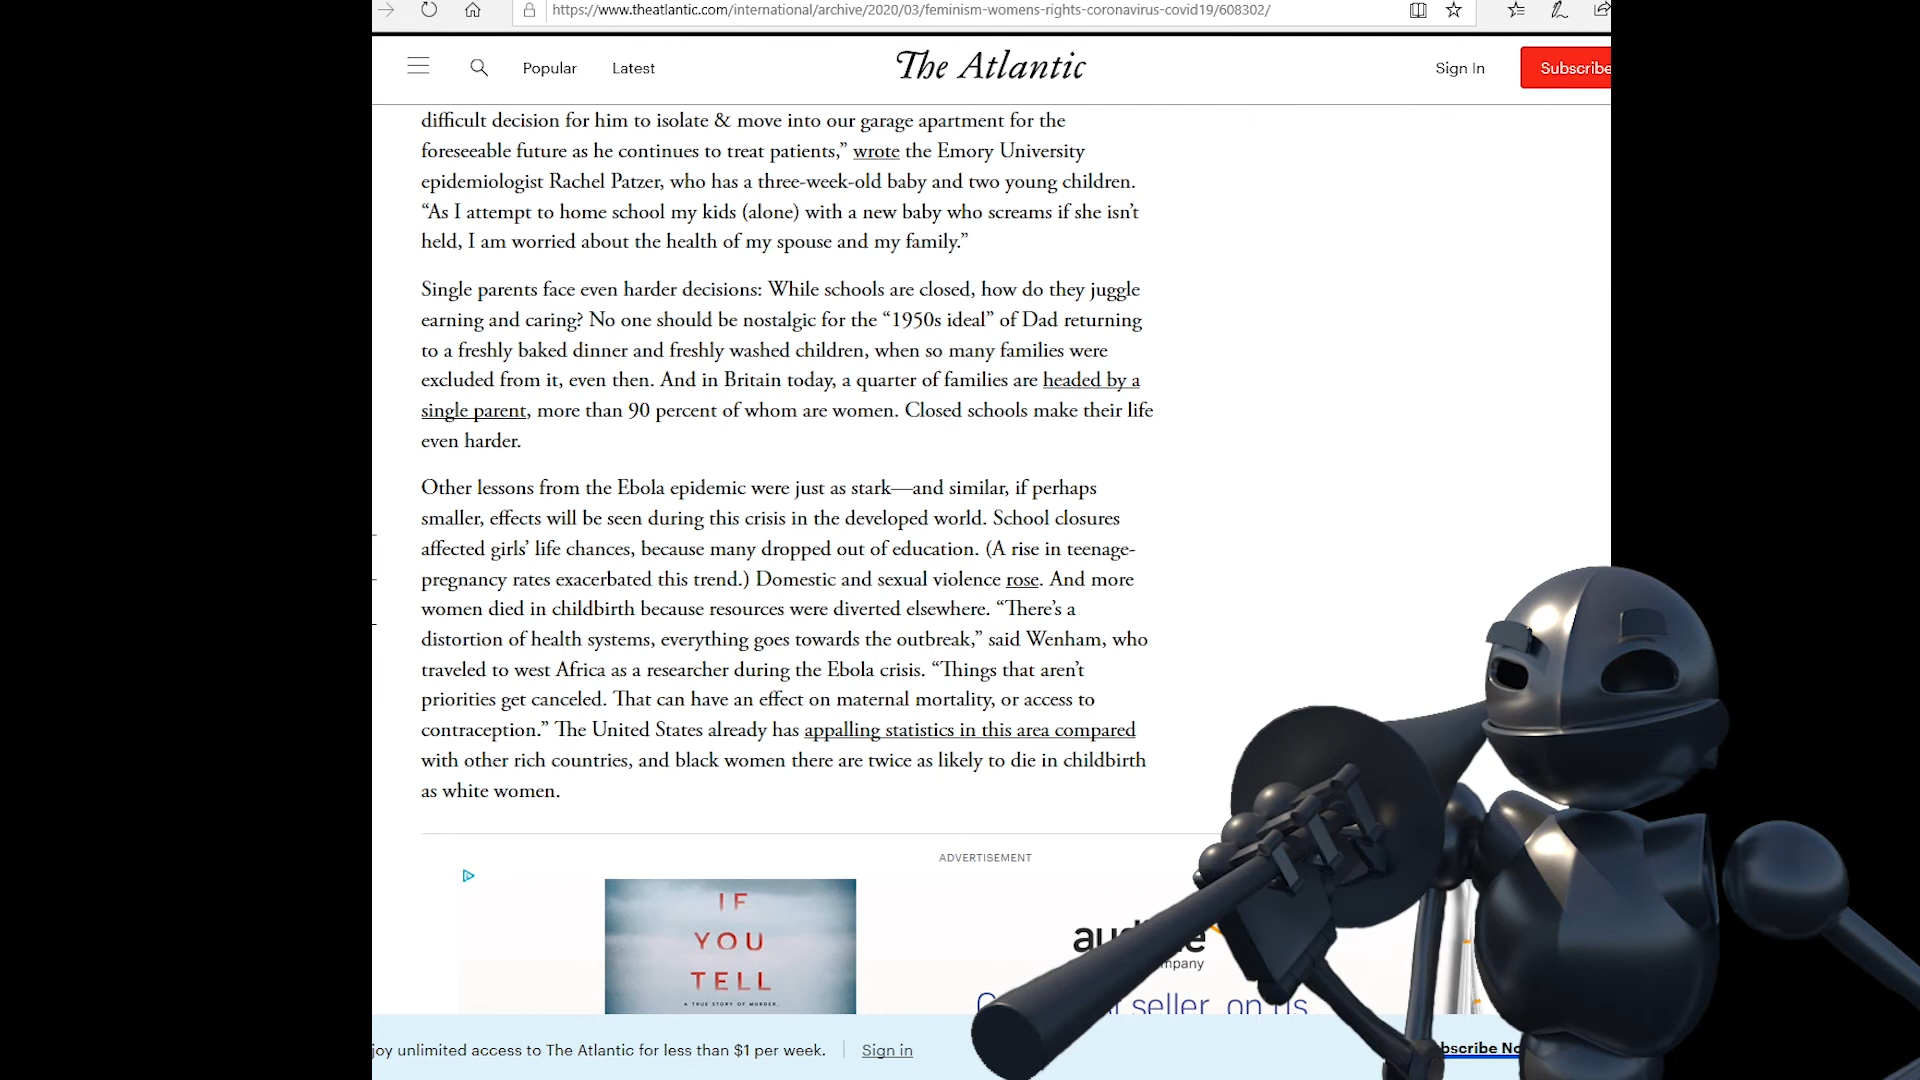 https://www.theatlantic.com/international/archive/2020/03/feminism-womens-rights-coronavirus-covid19/608302/
Popular
Latest
The Atlantic
Sign In
Subscribe
difficult decision for him to isolate & move into our garage apartment for the
foreseeable future as he continues to treat patients,” wrote the Emory University
epidemiologist Rachel Patzer, who has a three-week-old baby and two young children.
“As I attempt to home school my kids (alone) with a new baby who screams if she isn’t
held, I am worried about the health of my spouse and my family.”
Single parents face even harder decisions: While schools are closed, how do they juggle
earning and caring? No one should be nostalgic for the “1950s ideal” of Dad returning
to a freshly baked dinner and freshly washed children, when so many families were
excluded from it, even then. And in Britain today, a quarter of families are headed by a
single parent, more than 90 percent of whom are women. Closed schools make their life
even harder.
Other lessons from the Ebola epidemic were just as stark—and similar, if perhaps
smaller, effects will be seen during this crisis in the developed world. School closures
affected girls’ life chances, because many dropped out of education. (A rise in teenage-
pregnancy rates exacerbated this trend.) Domestic and sexual violence rose. And more
women died in childbirth because resources were diverted elsewhere. “There’s a
distortion of health systems, everything goes towards the outbreak,” said Wenham, who
traveled to west Africa as a researcher during the Ebola crisis. “Things that aren’t
priorities get canceled. That can have an effect on maternal mortality, or access to
contraception.” The United States already has appalling statistics in this area compared
with other rich countries, and black women there are twice as likely to die in childbirth
as white women.
ADVERTISEMENT
IF
YOU
TELL
A TRUE STORY OF MURDER,
seller, on us
joy unlimited access to The Atlantic for less than $1 per week.
Sign in